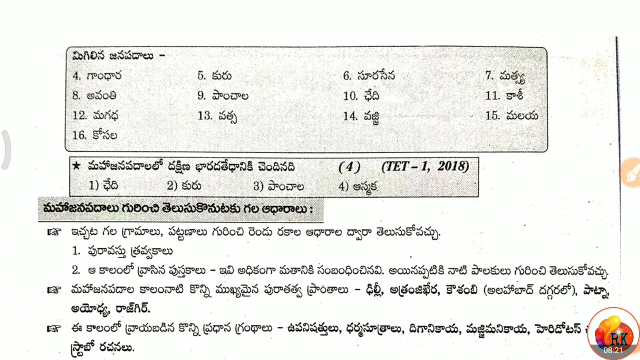 మిగిలిన జనపదాలు –
4. గాంధార 5. కురు 6. సూరసేన 7. మత్స్య
8. అవంతి 9. పాంచాల 10. ఛేది 11. కాశీ
12. మగధ 13. వత్స 14. వజ్జి 15. మలయ
16. కోసల
★ మహాజనపదాలలో దక్షిణ భారతదేశానికి చెందినది (4) (TET – 1, 2018)
1) ఛేది 2) కురు 3) పాంచాల 4) అస్మక
మహాజనపదాలు గురించి తెలుసుకొనుటకు గల ఆధారాలు :
☞ ఇచ్చట గల గ్రామాలు, పట్టణాలు గురించి రెండు రకాల ఆధారాల ద్వారా తెలుసుకోవచ్చు.
1. పురావస్తు త్రవ్వకాలు
2. ఆ కాలంలో వ్రాసిన పుస్తకాలు – ఇవి అధికంగా మతానికి సంబంధించినవి. అయినప్పటికి నాటి పాలకులు గురించి తెలుసుకోవచ్చు
☞ మహాజనపదాల కాలంనాటి కొన్ని ముఖ్యమైన పురాతత్వ ప్రాంతాలు – ఢిల్లీ, అత్రంజిఖేర, కౌశంబి (అలహాబాద్ దగ్గరలో), పాట్నా
అయోధ్య, రాజ్‌గిర్.
☞ ఈ కాలంలో వ్రాయబడిన కొన్ని ప్రధాన గ్రంథాలు – ఉపనిషత్తులు, ధర్మసూత్రాలు, దిగానికాయ, మజ్జిమనికాయ, హెరిడోటస్
స్ట్రాబో రచనలు.
RK
09:21